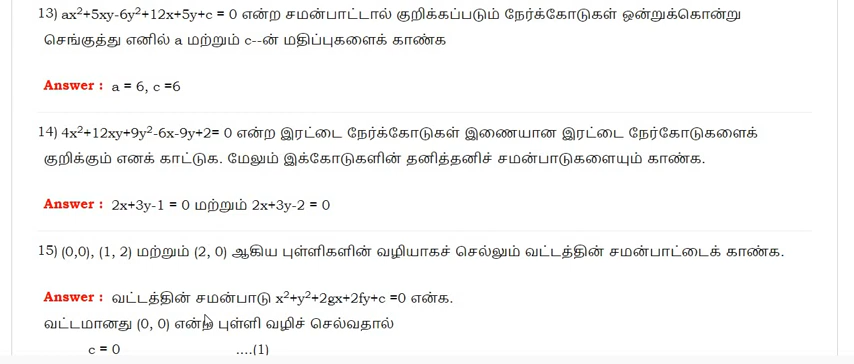 13) ax²+5xy-6y²+12x+5y+c = 0 என்ற சமன்பாட்டால் குறிக்கப்படும் நேர்க்கோடுகள் ஒன்றுக்கொன்று
செங்குத்து எனில் a மற்றும் c--ன் மதிப்புகளைக் காண்க
Answer : a = 6, c =6
14) 4x²+12xy+9y²-6x-9y+2= 0 என்ற இரட்டை நேர்க்கோடுகள் இணையான இரட்டை நேர்கோடுகளைக்
குறிக்கும் எனக் காட்டுக. மேலும் இக்கோடுகளின் தனித்தனிச் சமன்பாடுகளையும் காண்க.
Answer : 2x+3y-1 = 0 மற்றும் 2x+3y-2 = 0
15) (0,0), (1, 2) மற்றும் (2, 0) ஆகிய புள்ளிகளின் வழியாகச் செல்லும் வட்டத்தின் சமன்பாட்டைக் காண்க.
Answer : வட்டத்தின் சமன்பாடு x²+y²+2gx+2fy+c =0 என்க.
வட்டமானது (0, 0) என்ற புள்ளி வழிச் செல்வதால்
c = 0 ....(1)